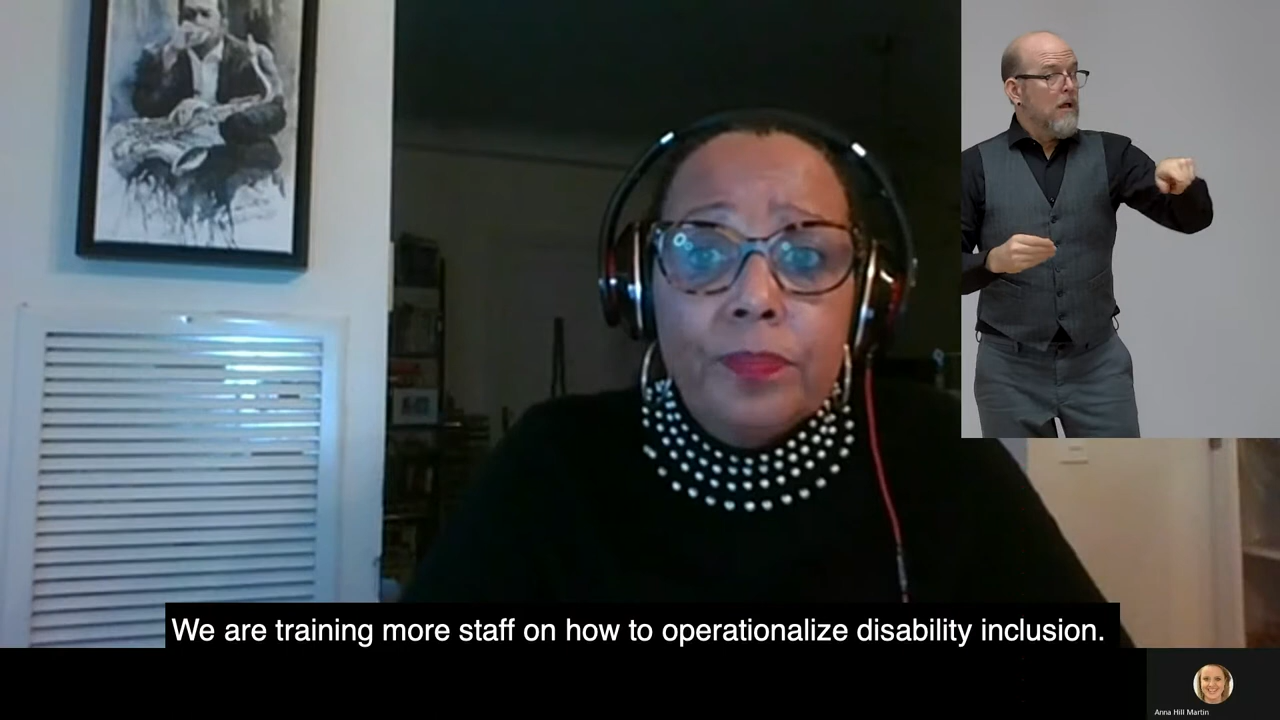 We are training more staff on how to operationalize disability inclusion.
Anna Hill Martin